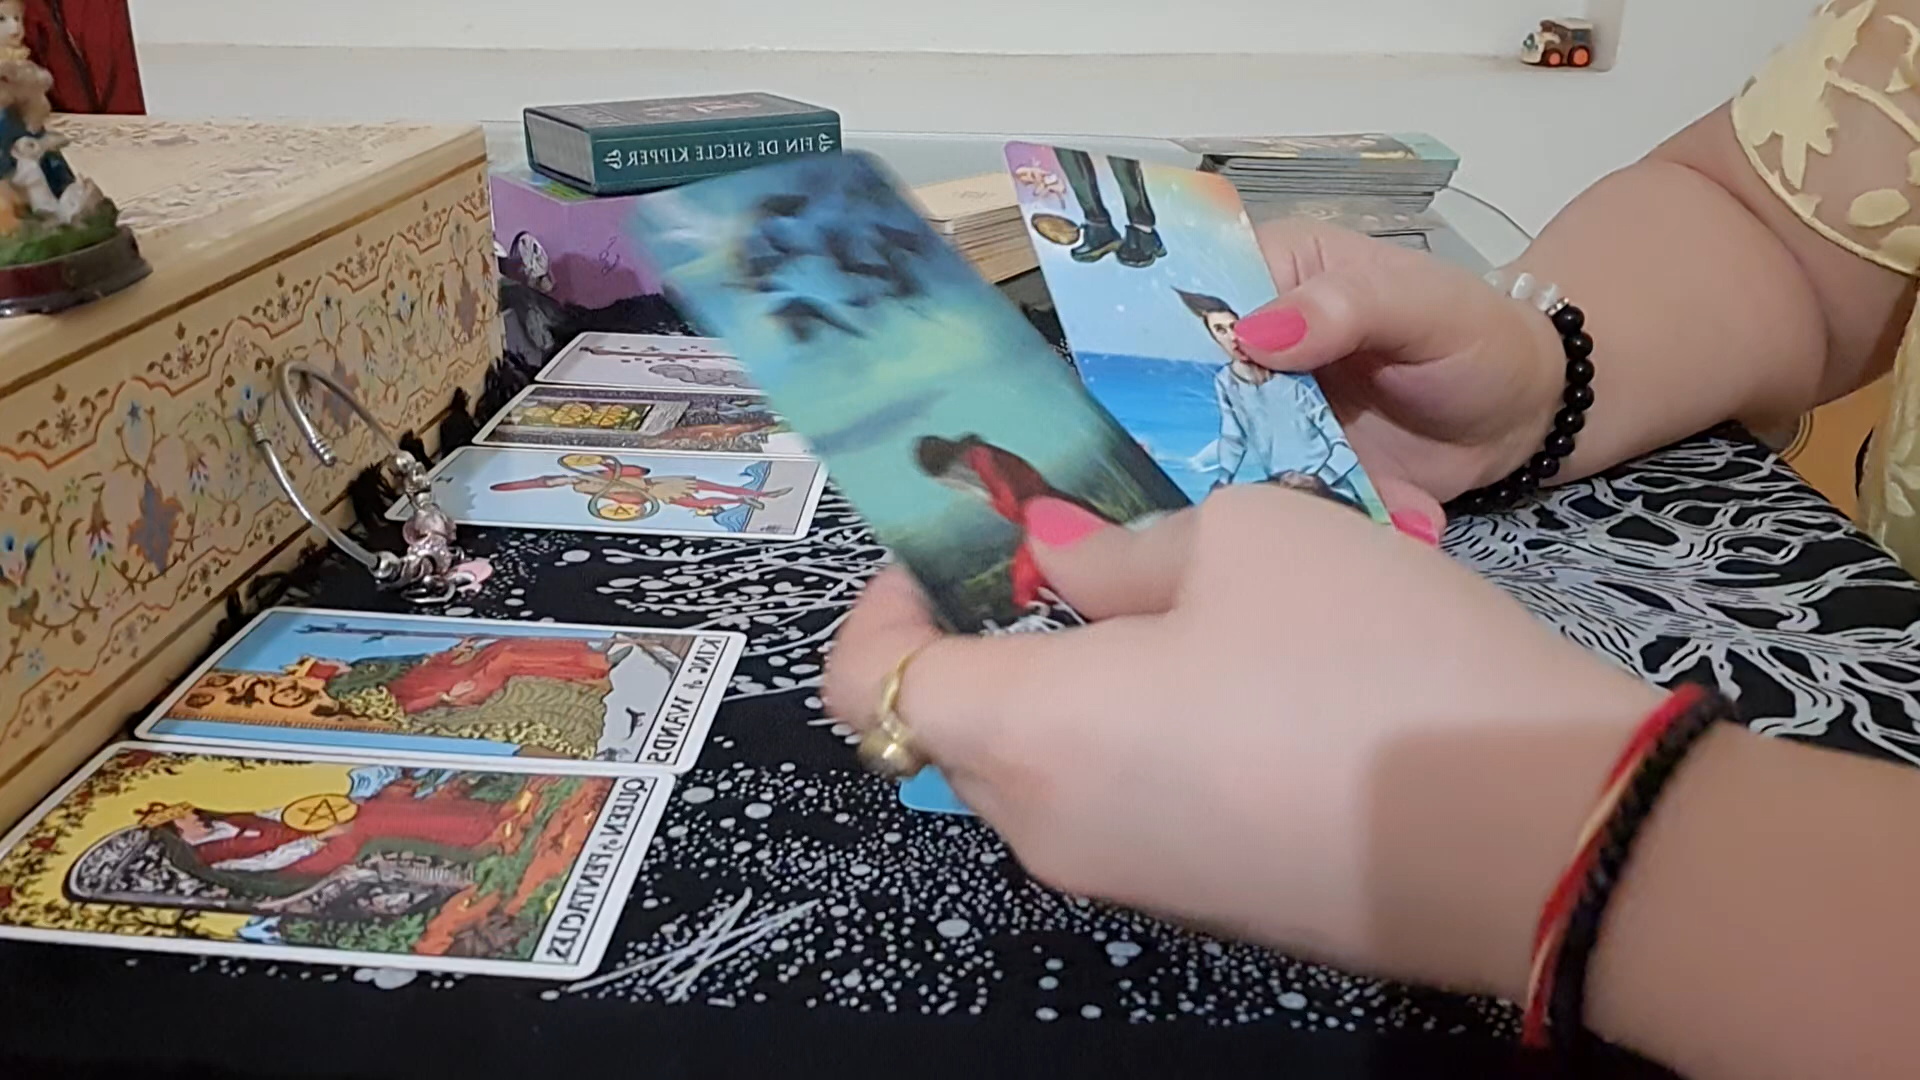 FIN DE SIECLE KIPPER
KING of WANDS
QUEEN of PENTACLES